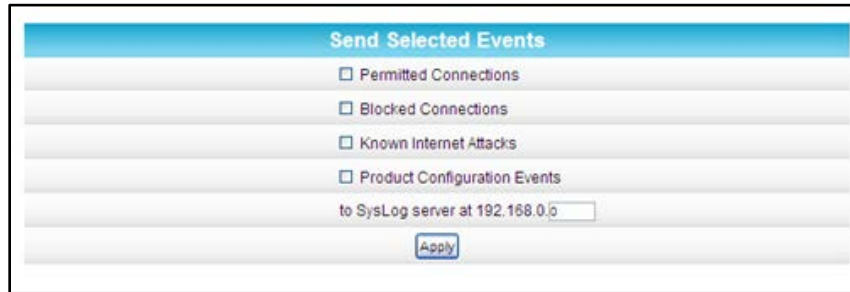 Send Selected Events
Permitted Connections
Blocked Connections
Known Internet Attacks
Product Configuration Events
to SysLog server at 192.168.0.0
Apply